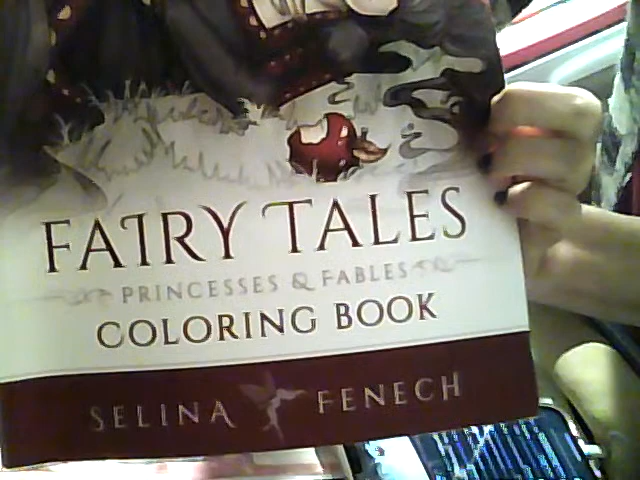 FAIRY TALES
PRINCESSES & FABLES
COLORING BOOK
SELINA FENECH